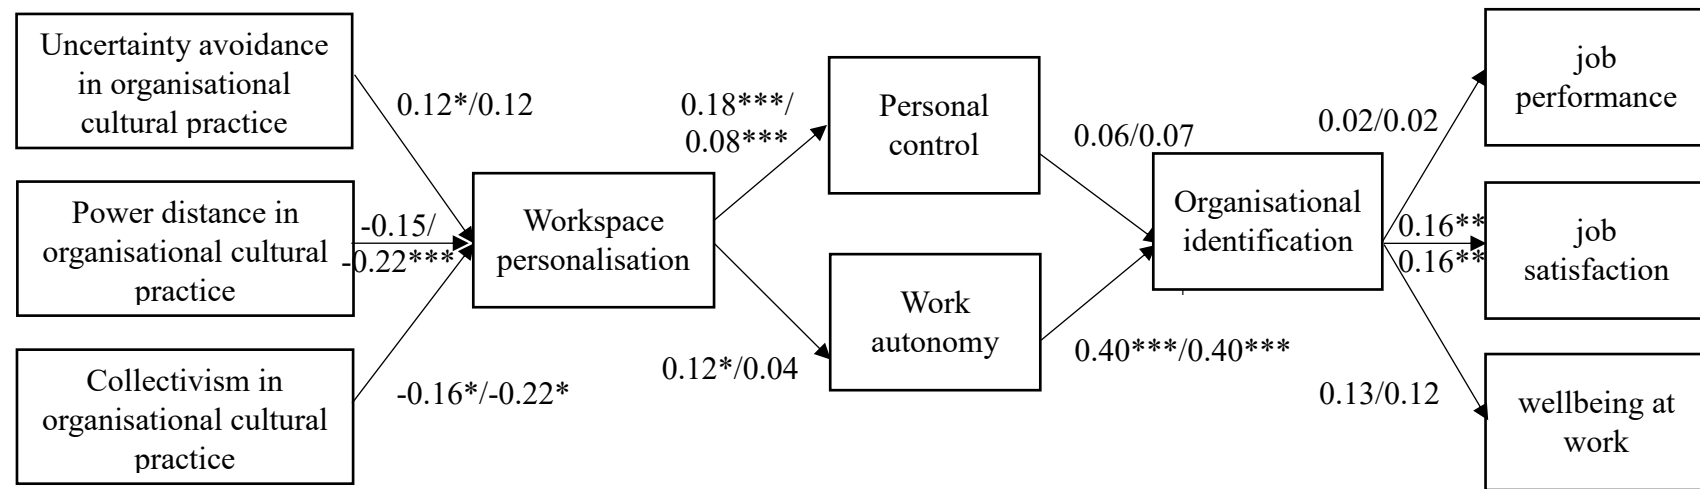 Uncertainty avoidance
in organisational
cultural practice
Power distance in
organisational cultural
practice
Collectivism in
organisational cultural
practice
0.12*/0.12
-0.15/
-0.22***
-0.16*/-0.22*
Workspace
personalisation
0.18***/
0.08***
0.12*/0.04
Personal
control
Work
autonomy
0.06/0.07
0.40***/0.40***
Organisational
identification
0.02/0.02
0.16**
0.16**
0.13/0.12
job
performance
job
satisfaction
wellbeing at
work